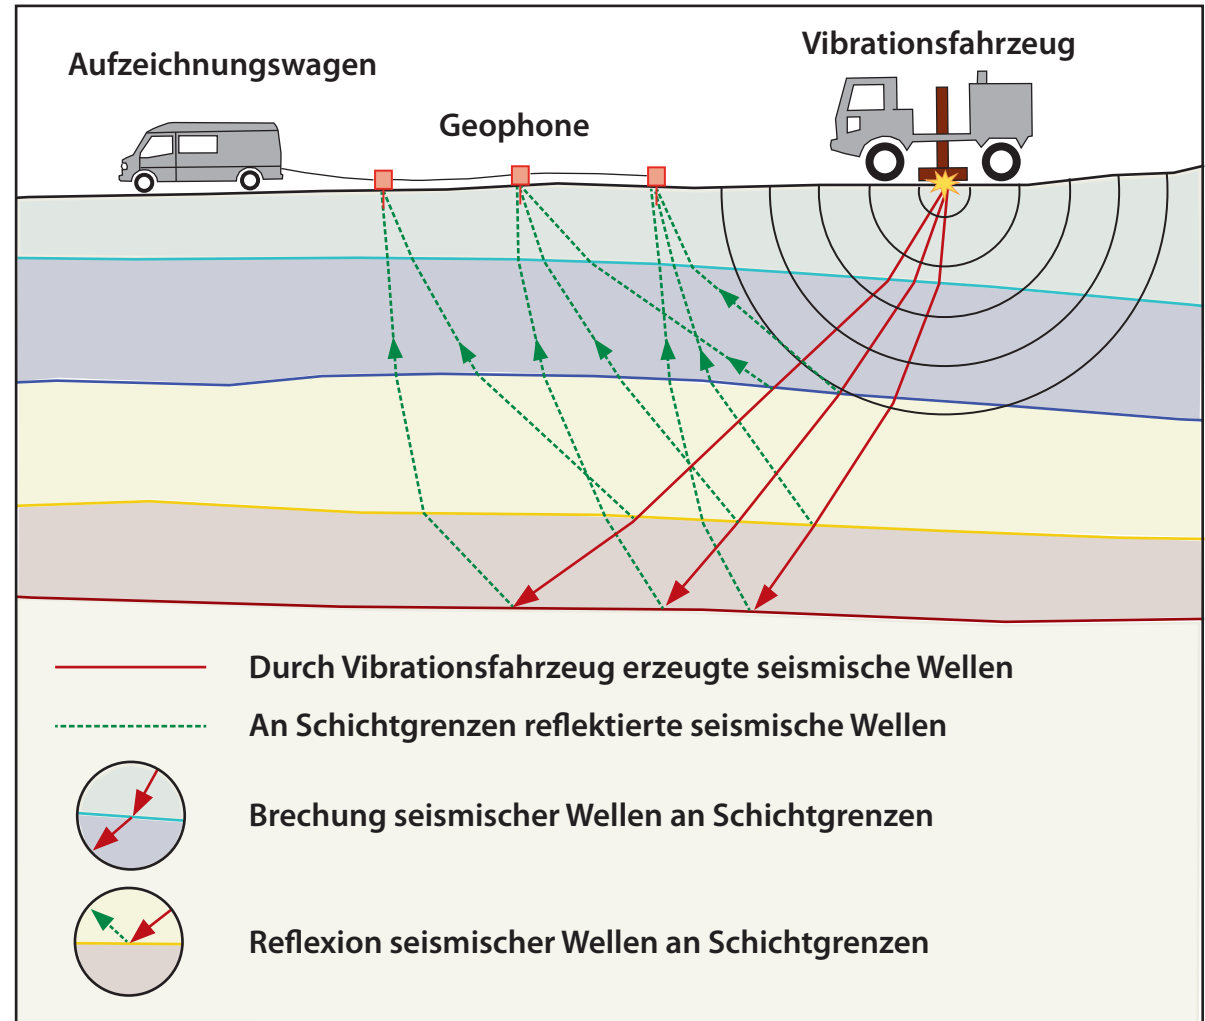 Vibrationsfahrzeug
Aufzeichnungswagen
Geophone
Durch Vibrationsfahrzeug erzeugte seismische Wellen
An Schichtgrenzen reflektierte seismische Wellen
Brechung seismischer Wellen an Schichtgrenzen
Reflexion seismischer Wellen an Schichtgrenzen